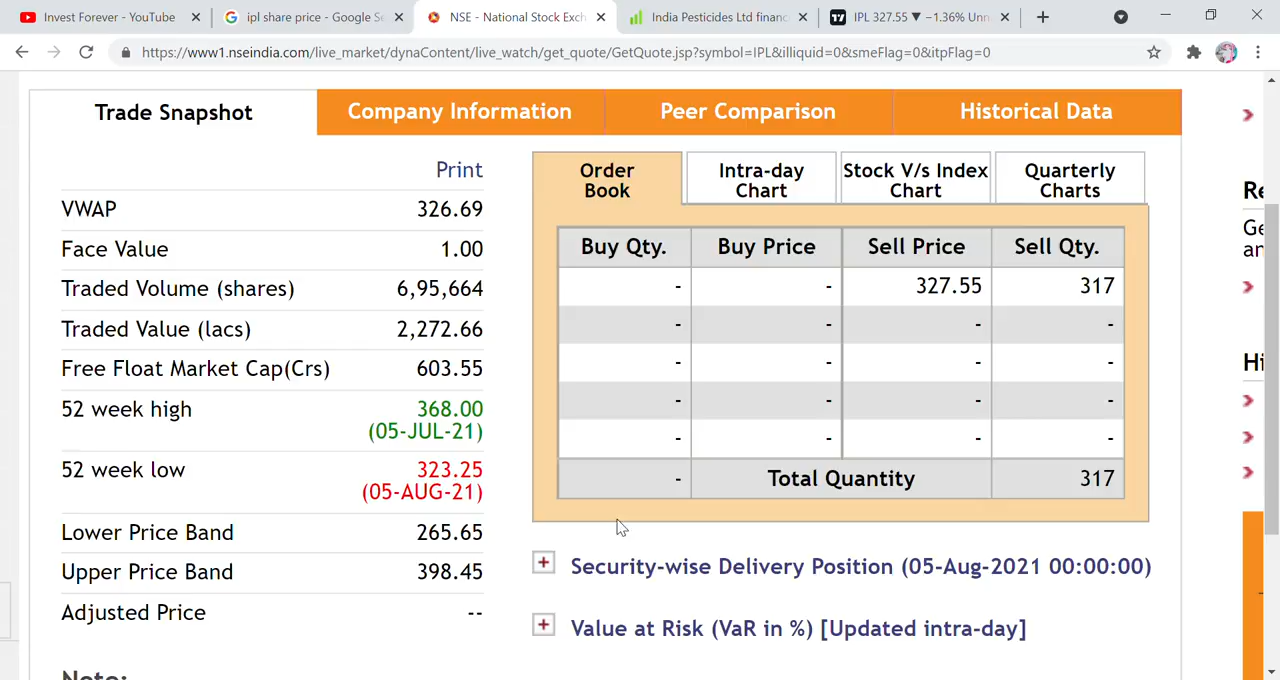 Invest Forever - YouTube
ipl share price - Google Se
NSE - National Stock Exch
India Pesticides Ltd financ
IPL 327.55 ▼ −1.36% Unn
https://www1.nseindia.com/live_market/dynaContent/live_watch/get_quote/GetQuote.jsp?symbol=IPL&illiquid=0&smeFlag=0&itpFlag=0
Trade Snapshot
Company Information
Peer Comparison
Historical Data
Print
VWAP 326.69
Face Value 1.00
Traded Volume (shares) 6,95,664
Traded Value (lacs) 2,272.66
Free Float Market Cap(Crs) 603.55
52 week high 368.00
(05-JUL-21)
52 week low 323.25
(05-AUG-21)
Lower Price Band 265.65
Upper Price Band 398.45
Adjusted Price --
Note:
Order
Book
Intra-day
Chart
Stock V/s Index
Chart
Quarterly
Charts
Buy Qty. Buy Price Sell Price Sell Qty.
- - 327.55 317
- - - -
- - - -
- - - -
- - - -
- Total Quantity 317
+ Security-wise Delivery Position (05-Aug-2021 00:00:00)
+ Value at Risk (VaR in %) [Updated intra-day]